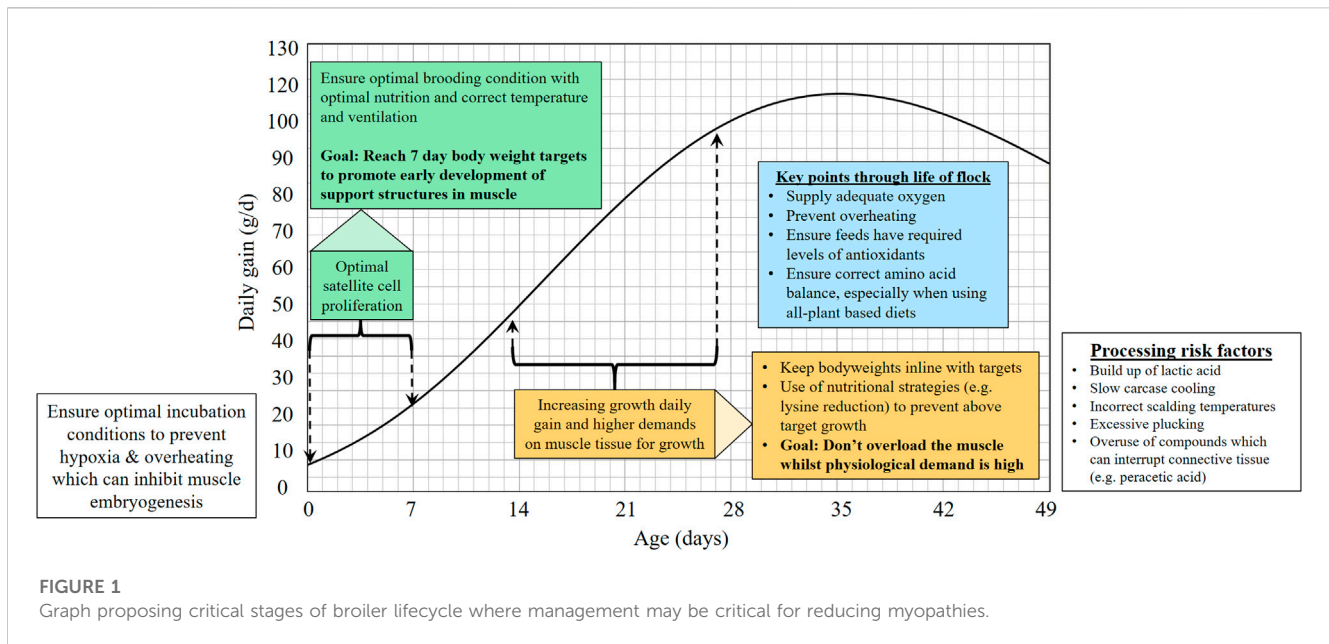 130
120
100
90
80
70
60
50
40
30
20
10
0
Daily gain (g/d)
Ensure optimal brooding condition with
optimal nutrition and correct temperature
and ventilation
Goal: Reach 7 day body weight targets
to promote early development of
support structures in muscle
Optimal
satellite cell
proliferation
Ensure optimal incubation
conditions to prevent
hypoxia & overheating
which can inhibit muscle
embryogenesis
Increasing growth daily
gain and higher demands
on muscle tissue for growth
Key points through life of flock
• Supply adequate oxygen
• Prevent overheating
• Ensure feeds have required
levels of antioxidants
• Ensure correct amino acid
balance, especially when using
all-plant based diets
• Keep bodyweights inline with targets
• Use of nutritional strategies (e.g.
lysine reduction) to prevent above
target growth
• Goal: Don't overload the muscle
whilst physiological demand is high
Processing risk factors
• Build up of lactic acid
• Slow carcase cooling
• Incorrect scalding temperatures
• Excessive plucking
• Overuse of compounds which
can interrupt connective tissue
(e.g. peracetic acid)
0 7 14 21 28 35 42 49
Age (days)
FIGURE 1
Graph proposing critical stages of broiler lifecycle where management may be critical for reducing myopathies.